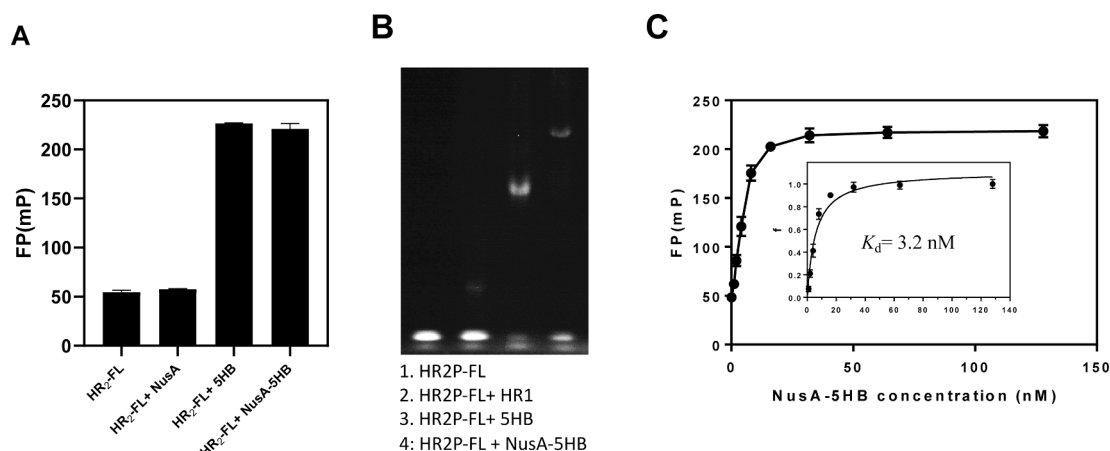 A
250
200
150
100
50
0
FP(mP)
HR2-FL
HR2-FL+ NusA
HR2-FL+ 5HB
HR2-FL+ NusA-5HB
B
1. HR2P-FL
2. HR2P-FL+ HR1
3. HR2P-FL+ 5HB
4: HR2P-FL + NusA-5HB
C
250
200
150
100
50
0
FP(mP)
0 50 100 150
NusA-5HB concentration (nM)
1.0
0.8
0.6
0.4
0.2
0.0
f
0 20 40 60 80 100 120 140
Kd= 3.2 nM